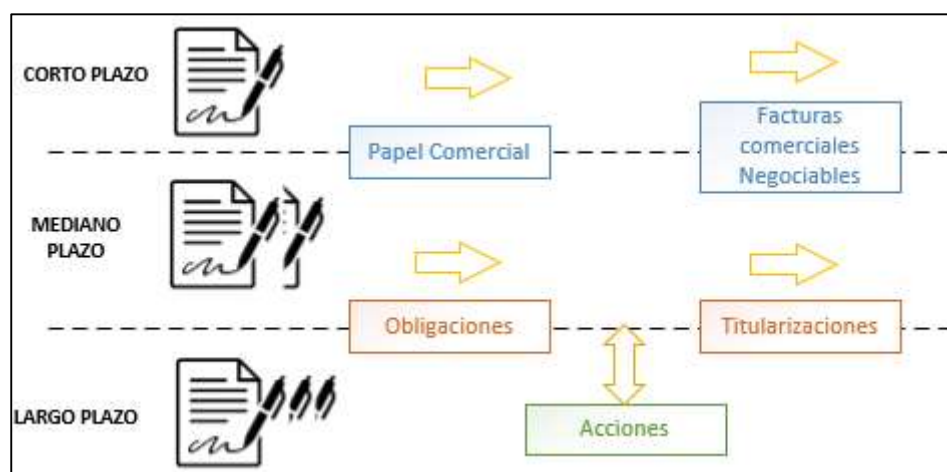 CORTO PLAZO
Papel Comercial
Facturas
comerciales
Negociables
MEDIANO
PLAZO
Obligaciones
Titularizaciones
LARGO PLAZO
Acciones